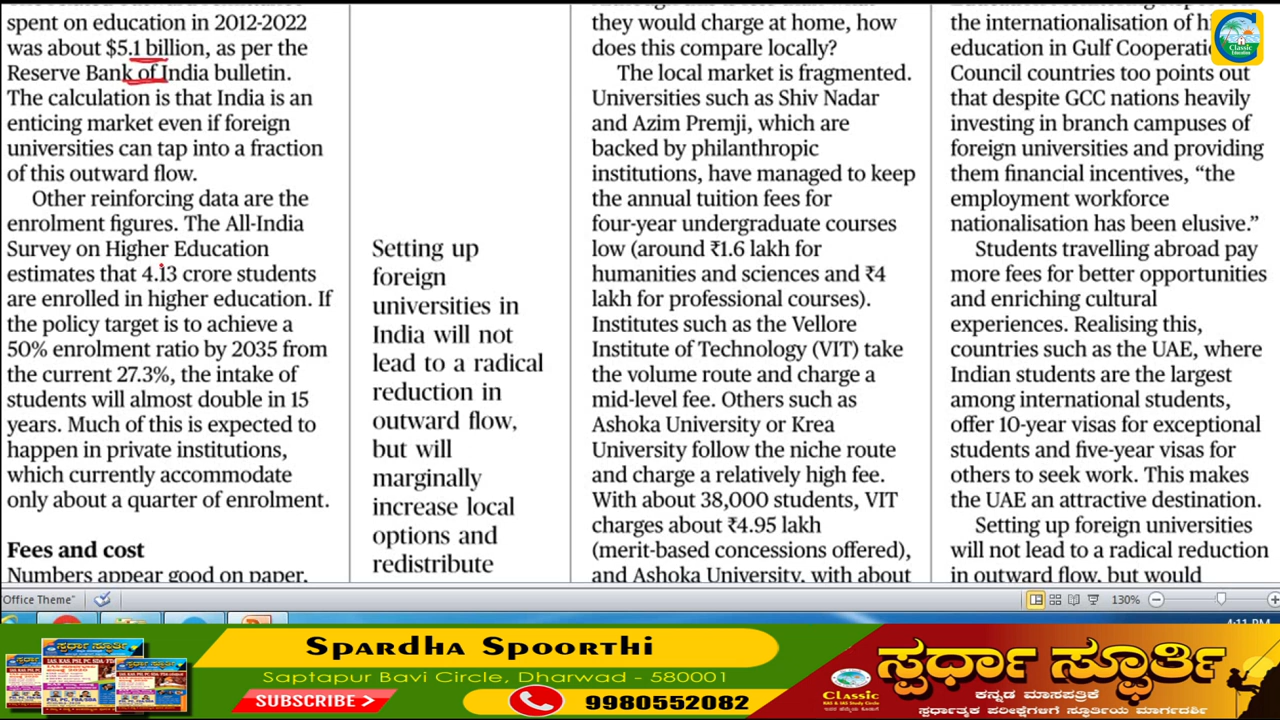 spent on education in 2012-2022
was about $5.1 billion, as per the
Reserve Bank of India bulletin.
The calculation is that India is an
enticing market even if foreign
universities can tap into a fraction
of this outward flow.
Other reinforcing data are the
enrolment figures. The All-India
Survey on Higher Education
estimates that 4.13 crore students
are enrolled in higher education. If
the policy target is to achieve a
50% enrolment ratio by 2035 from
the current 27.3%, the intake of
students will almost double in 15
years. Much of this is expected to
happen in private institutions,
which currently accommodate
only about a quarter of enrolment.
Fees and cost
Numbers appear good on paper.
Setting up
foreign
universities in
India will not
lead to a radical
reduction in
outward flow,
but will
marginally
increase local
options and
redistribute
they would charge at home, how
does this compare locally?
The local market is fragmented.
Universities such as Shiv Nadar
and Azim Premji, which are
backed by philanthropic
institutions, have managed to keep
the annual tuition fees for
four-year undergraduate courses
low (around ₹1.6 lakh for
humanities and sciences and ₹4
lakh for professional courses).
Institutes such as the Vellore
Institute of Technology (VIT) take
the volume route and charge a
mid-level fee. Others such as
Ashoka University or Krea
University follow the niche route
and charge a relatively high fee.
With about 38,000 students, VIT
charges about ₹4.95 lakh
(merit-based concessions offered),
and Ashoka University, with about
the internationalisation of hi
education in Gulf Cooperati
Council countries too points out
that despite GCC nations heavily
investing in branch campuses of
foreign universities and providing
them financial incentives, “the
employment workforce
nationalisation has been elusive.”
Students travelling abroad pay
more fees for better opportunities
and enriching cultural
experiences. Realising this,
countries such as the UAE, where
Indian students are the largest
among international students,
offer 10-year visas for exceptional
students and five-year visas for
others to seek work. This makes
the UAE an attractive destination.
Setting up foreign universities
will not lead to a radical reduction
in outward flow, but would
Classic
Education
"Office Theme"
130%
4:11 PM
Spardha Spoorthi
Saptapur Bavi Circle, Dharwad - 580001
SUBSCRIBE
9980552082
Classic
KAS & IAS Study Circle
ಸ್ಪರ್ಧಾ ಸ್ಫೂರ್ತಿ
ಕನ್ನಡ ಮಾಸಪತ್ರಿಕೆ
ಸ್ಪರ್ಧಾತ್ಮಕ ಪರೀಕ್ಷೆಗಳಿಗೆ ಸ್ಫೂರ್ತಿಯ ಮಾರ್ಗದರ್ಶಿ